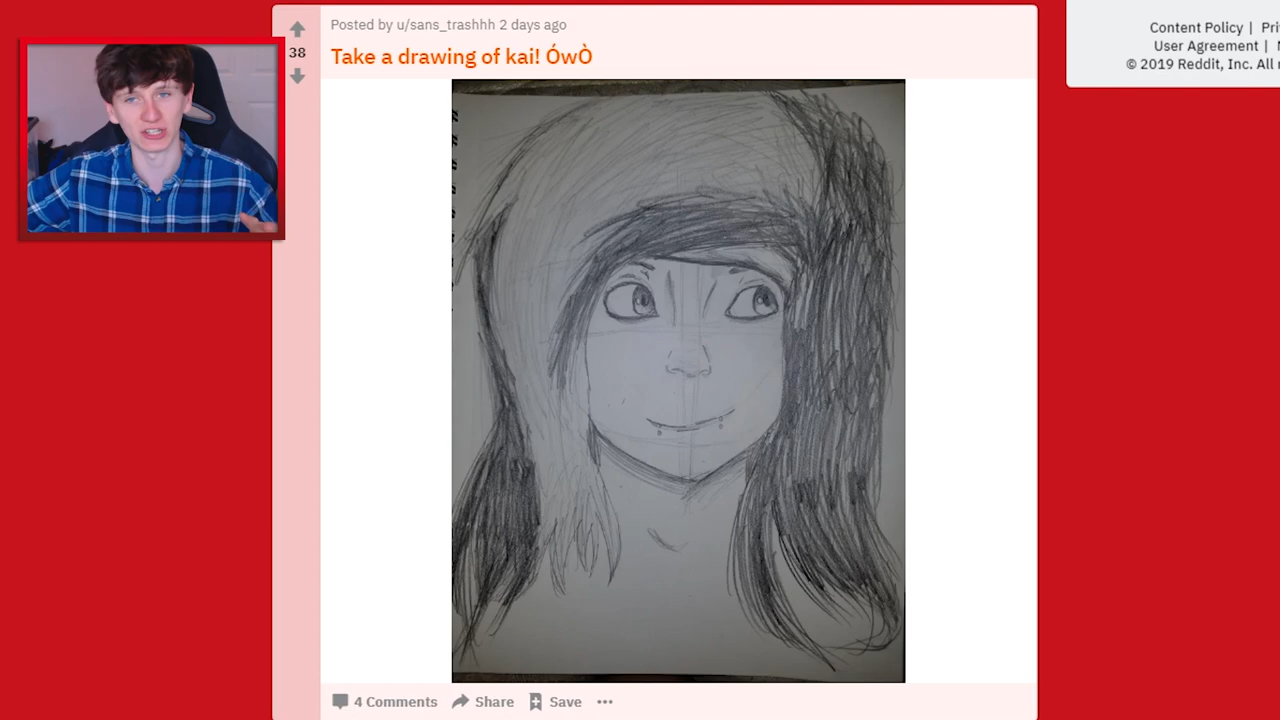 Posted by u/sans_trashhh 2 days ago
38
Take a drawing of kai! ÓwÒ
4 Comments Share Save
Content Policy |
User Agreement |
© 2019 Reddit, Inc. All